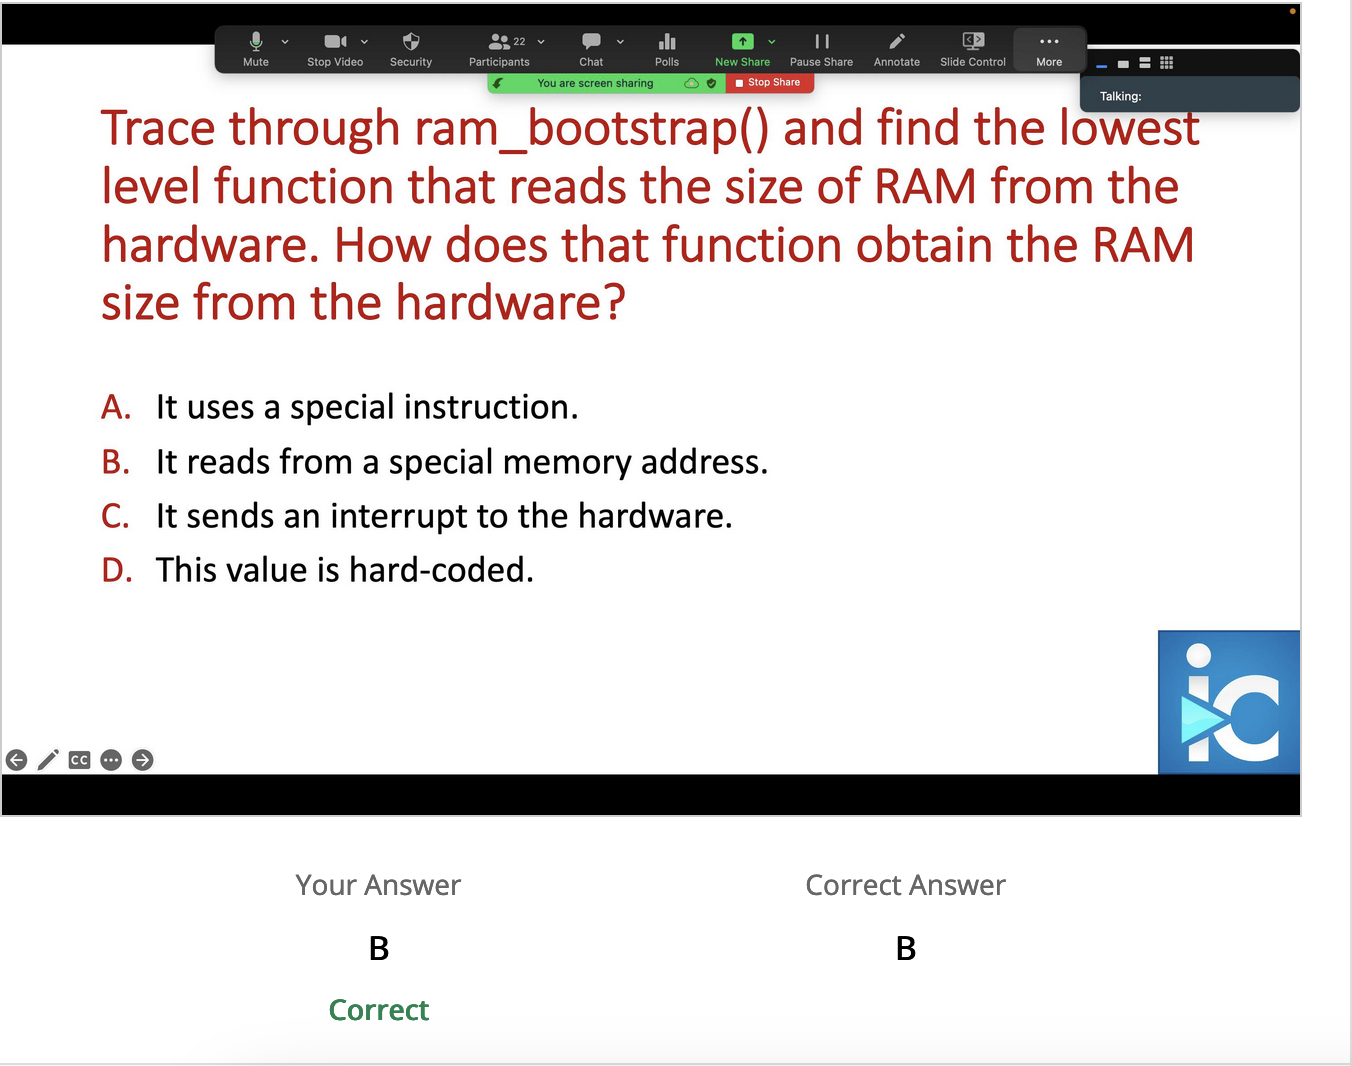 Mute
Stop Video
Security
Participants
22
Chat
Polls
New Share
Pause Share
Annotate
Slide Control
More
You are screen sharing
Stop Share
Talking:
Trace through ram_bootstrap() and find the lowest
level function that reads the size of RAM from the
hardware. How does that function obtain the RAM
size from the hardware?
A. It uses a special instruction.
B. It reads from a special memory address.
C. It sends an interrupt to the hardware.
D. This value is hard-coded.
ic
CC
Your Answer
Correct Answer
B
B
Correct